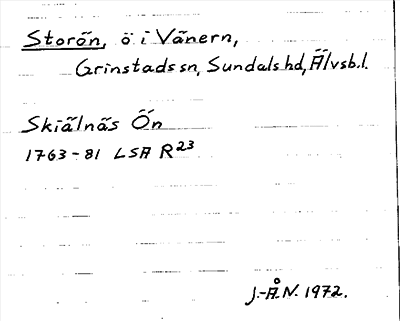 Storön, ö i Vänern,
Grinstads sn, Sundals hd, Älvsb.l.
Skiälnäs Ön
1763-81 LSA R23
J.-Å.N. 1972.